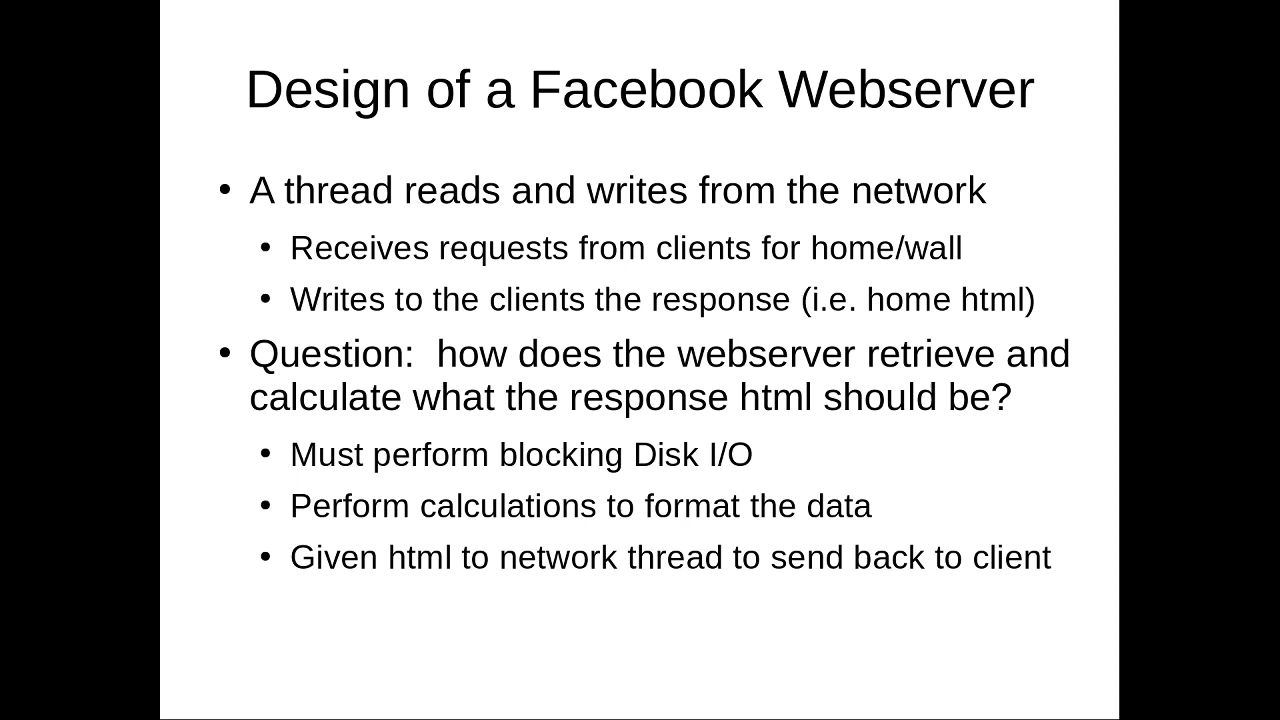 Design of a Facebook Webserver
• A thread reads and writes from the network
• Receives requests from clients for home/wall
• Writes to the clients the response (i.e. home html)
• Question:  how does the webserver retrieve and
calculate what the response html should be?
• Must perform blocking Disk I/O
• Perform calculations to format the data
• Given html to network thread to send back to client